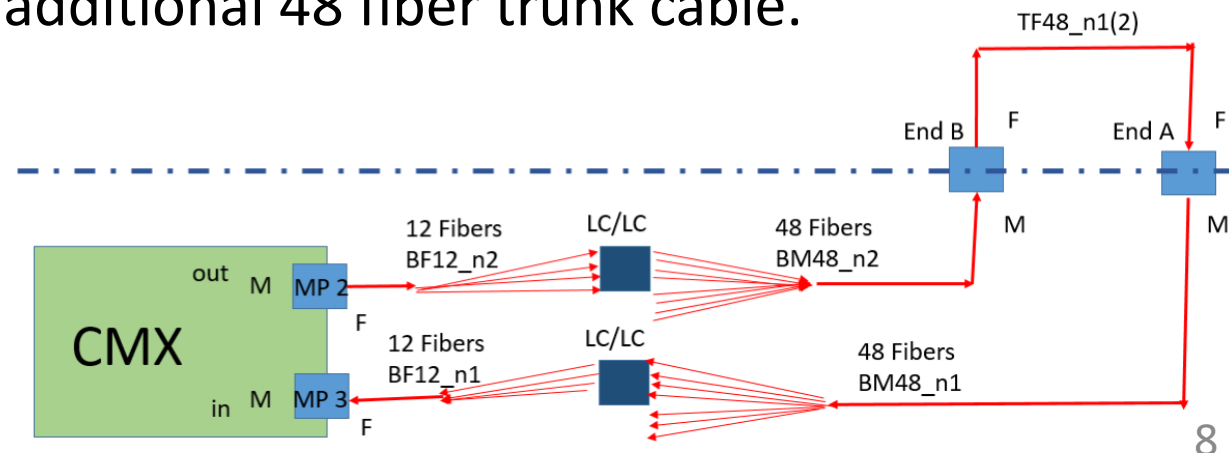 additional 48 fiber trunk cable.
TF48_n1(2)
End B
F
End A
F
12 Fibers
BF12_n2
LC/LC
48 Fibers
BM48_n2
M
M
out
M
MP 2
F
CMX
12 Fibers
BF12_n1
LC/LC
48 Fibers
BM48_n1
in
M
MP 3
F
8